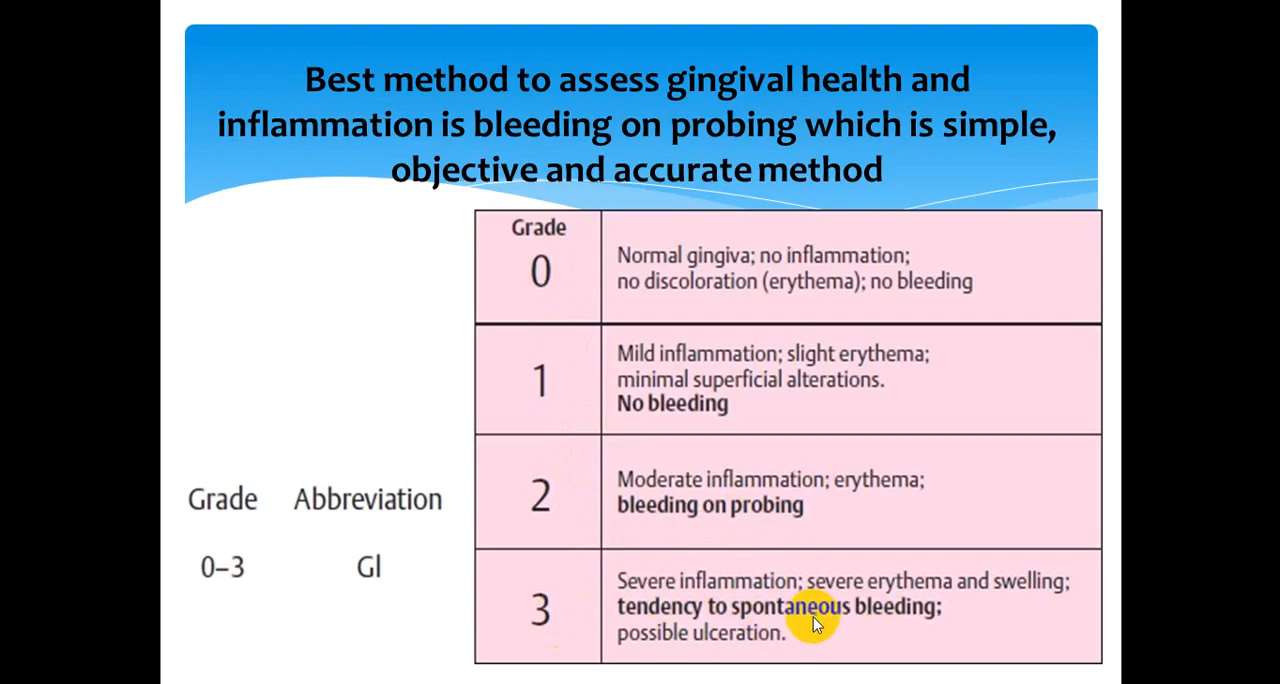 Best method to assess gingival health and
inflammation is bleeding on probing which is simple,
objective and accurate method
Grade
0
Normal gingiva; no inflammation;
no discoloration (erythema); no bleeding
1
Mild inflammation; slight erythema;
minimal superficial alterations.
No bleeding
2
Moderate inflammation; erythema;
bleeding on probing
3
Severe inflammation; severe erythema and swelling;
tendency to spontaneous bleeding;
possible ulceration.
Grade Abbreviation
0–3 GI